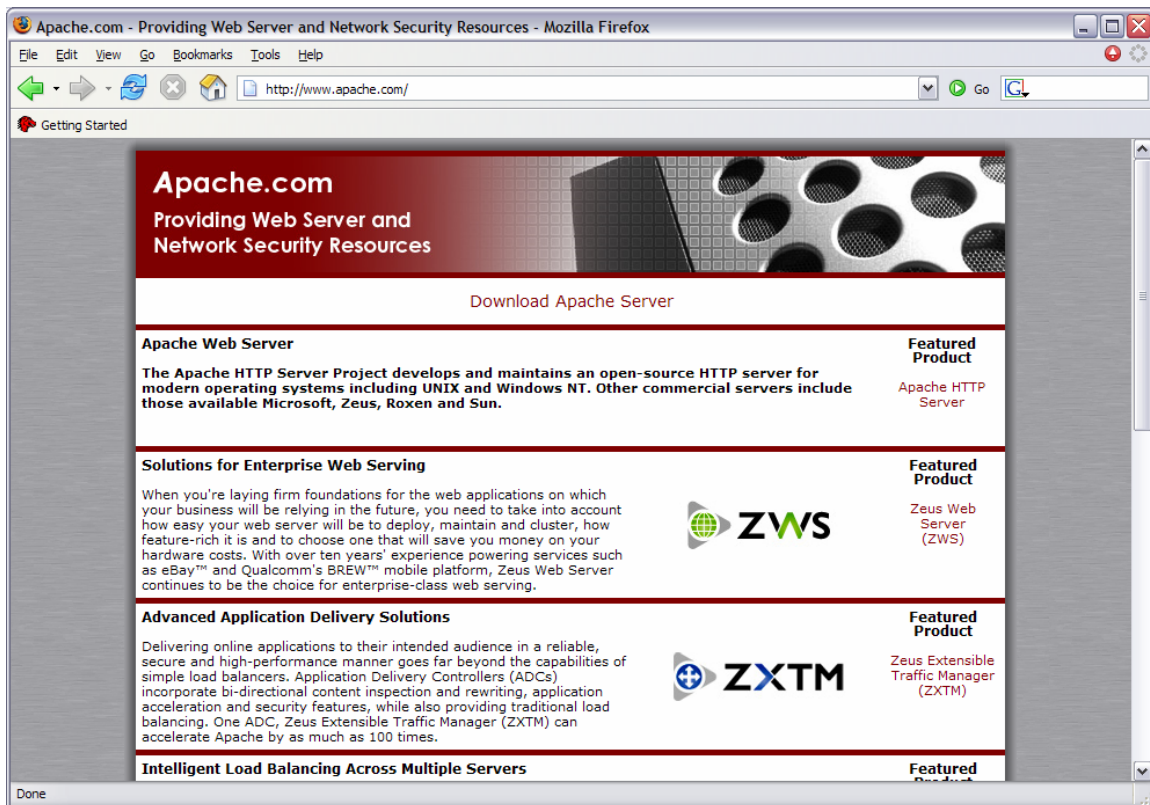 Apache.com - Providing Web Server and Network Security Resources - Mozilla Firefox
File Edit View Go Bookmarks Tools Help
http://www.apache.com/ Go G
Getting Started
Apache.com
Providing Web Server and
Network Security Resources
Download Apache Server
Apache Web Server
The Apache HTTP Server Project develops and maintains an open-source HTTP server for
modern operating systems including UNIX and Windows NT. Other commercial servers include
those available Microsoft, Zeus, Roxen and Sun.
Featured
Product
Apache HTTP
Server
Solutions for Enterprise Web Serving
When you're laying firm foundations for the web applications on which
your business will be relying in the future, you need to take into account
how easy your web server will be to deploy, maintain and cluster, how
feature-rich it is and to choose one that will save you money on your
hardware costs. With over ten years' experience powering services such
as eBay™ and Qualcomm's BREW™ mobile platform, Zeus Web Server
continues to be the choice for enterprise-class web serving.
ZWS
Featured
Product
Zeus Web
Server
(ZWS)
Advanced Application Delivery Solutions
Delivering online applications to their intended audience in a reliable,
secure and high-performance manner goes far beyond the capabilities of
simple load balancers. Application Delivery Controllers (ADCs)
incorporate bi-directional content inspection and rewriting, application
acceleration and security features, while also providing traditional load
balancing. One ADC, Zeus Extensible Traffic Manager (ZXTM) can
accelerate Apache by as much as 100 times.
ZXTM
Featured
Product
Zeus Extensible
Traffic Manager
(ZXTM)
Intelligent Load Balancing Across Multiple Servers
Featured
Done